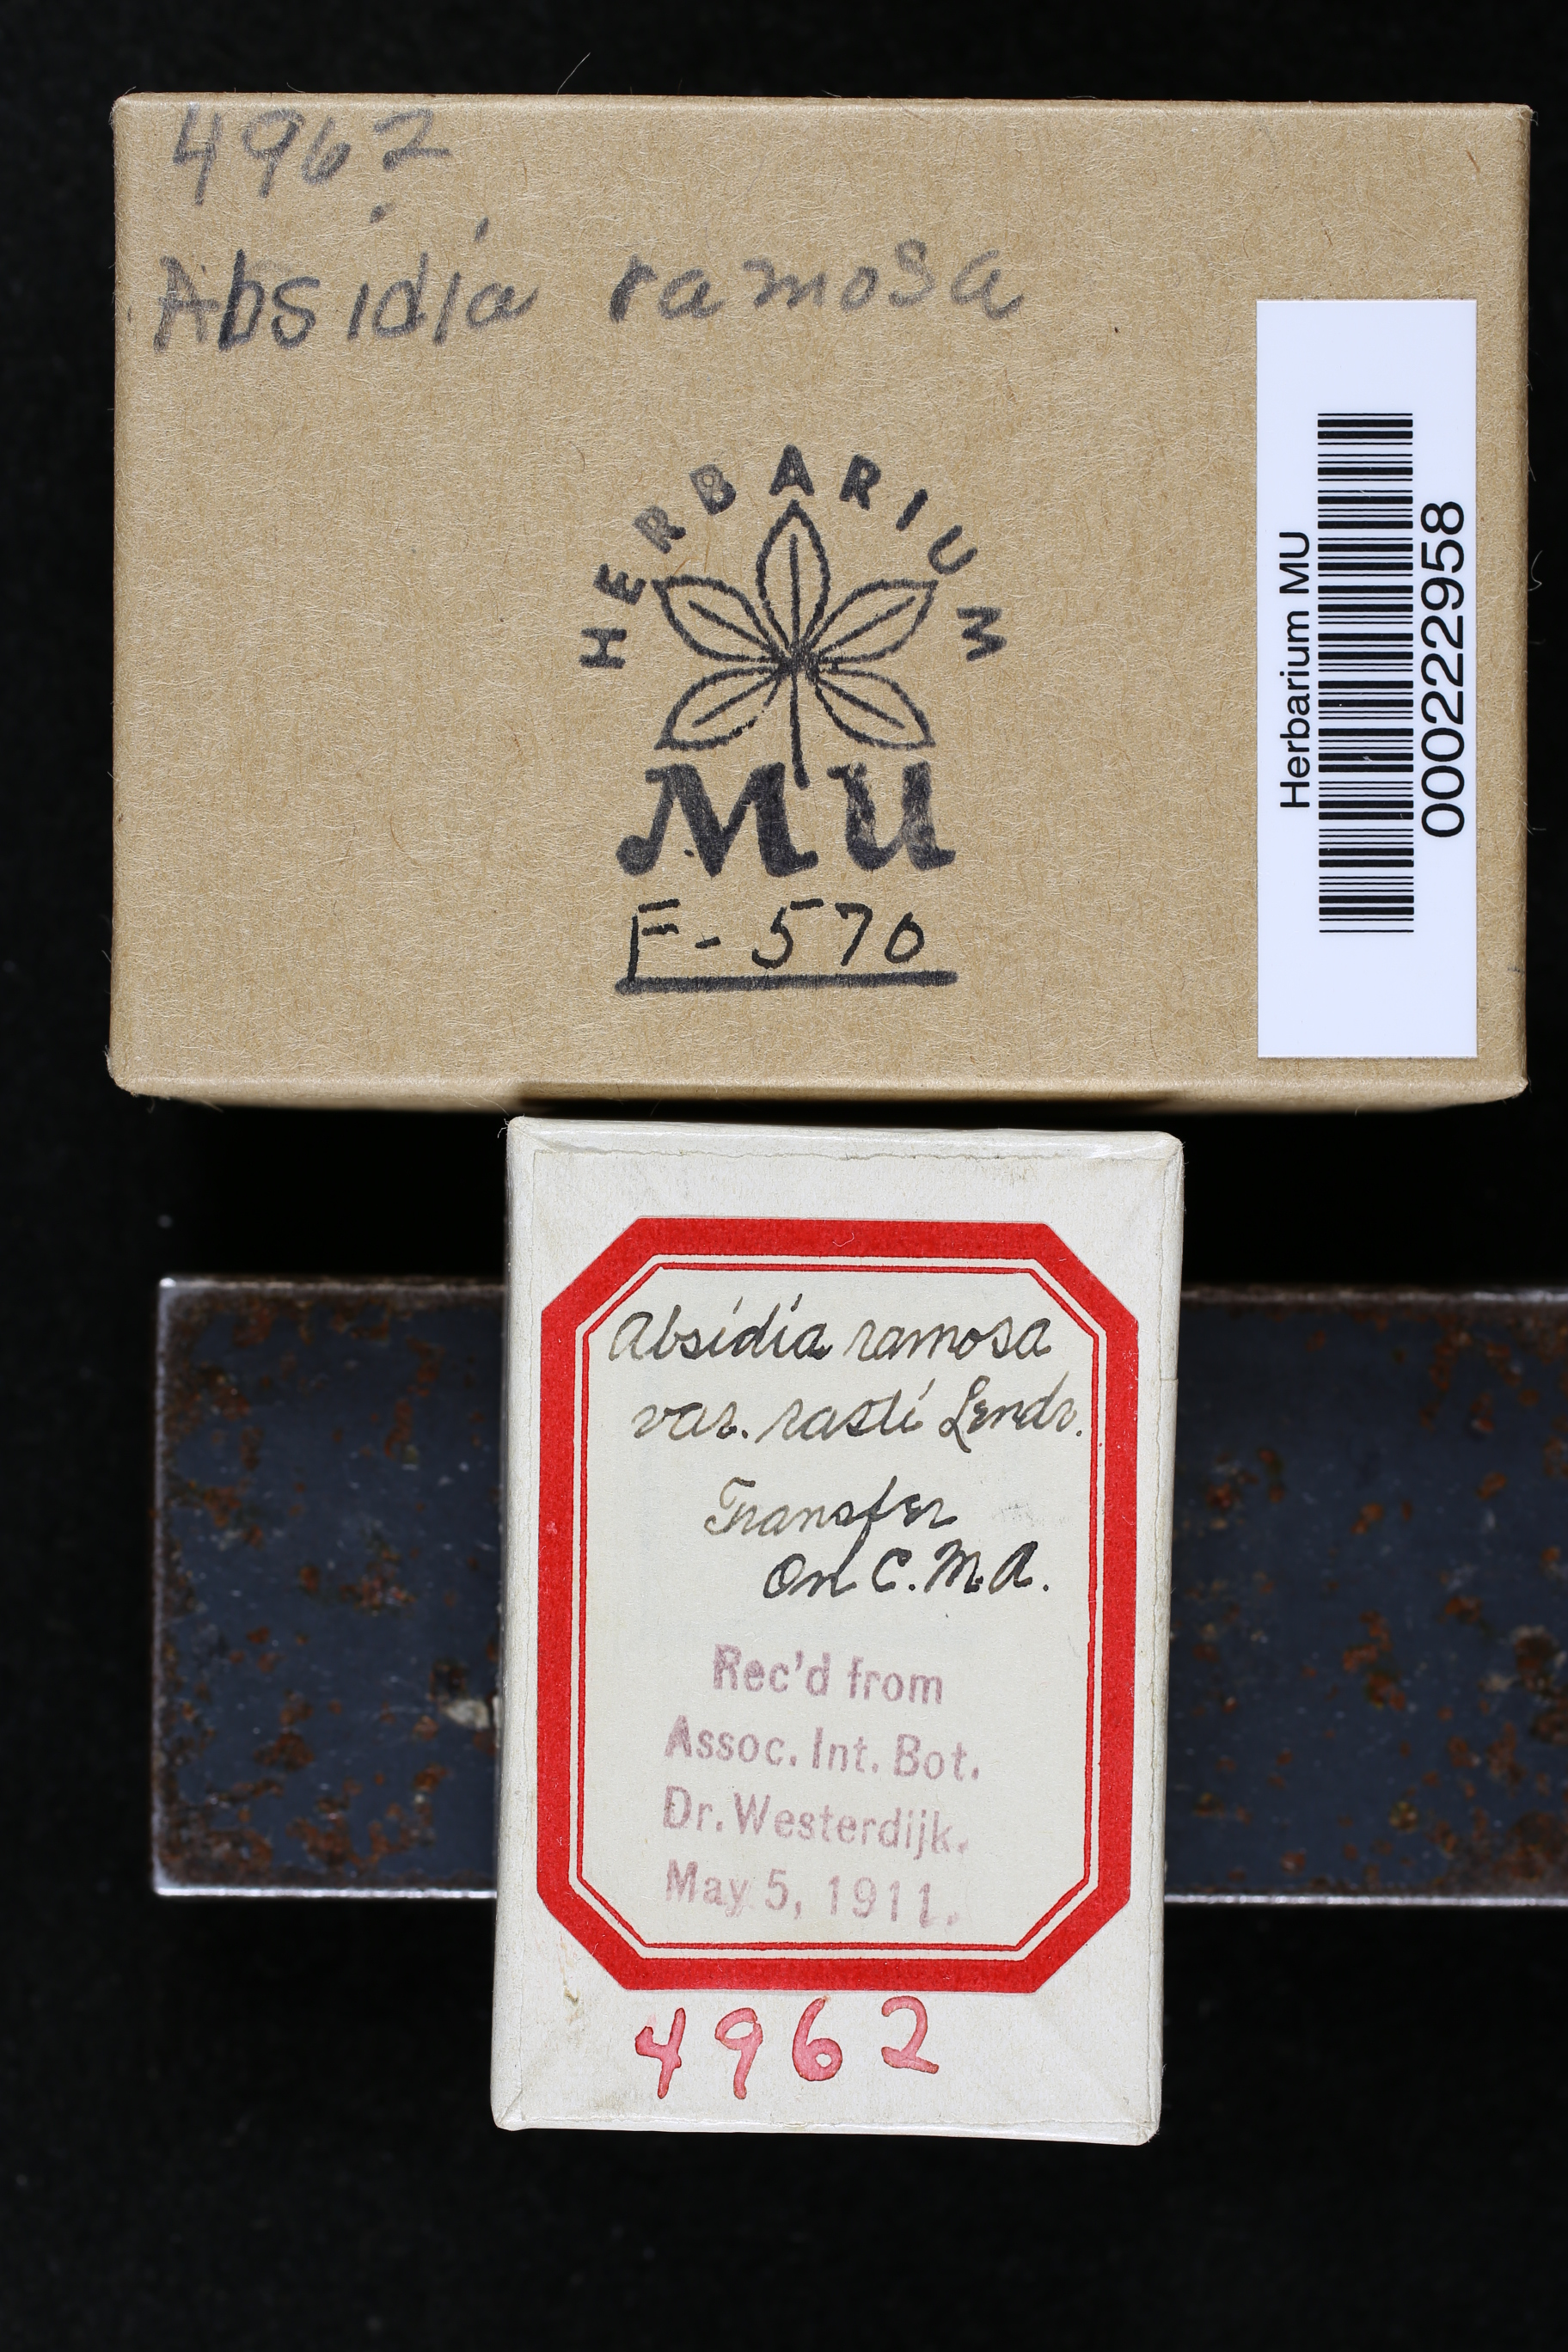 4962
Absidia ramosa
HERBARIUM
MU
F-570
Herbarium MU
000222958
Absidia ramosa
var. rasti Lendr.
Transfer
On C.M.A.
Rec'd from
Assoc. Int. Bot.
Dr. Westerdijk.
May 5, 1911.
4962